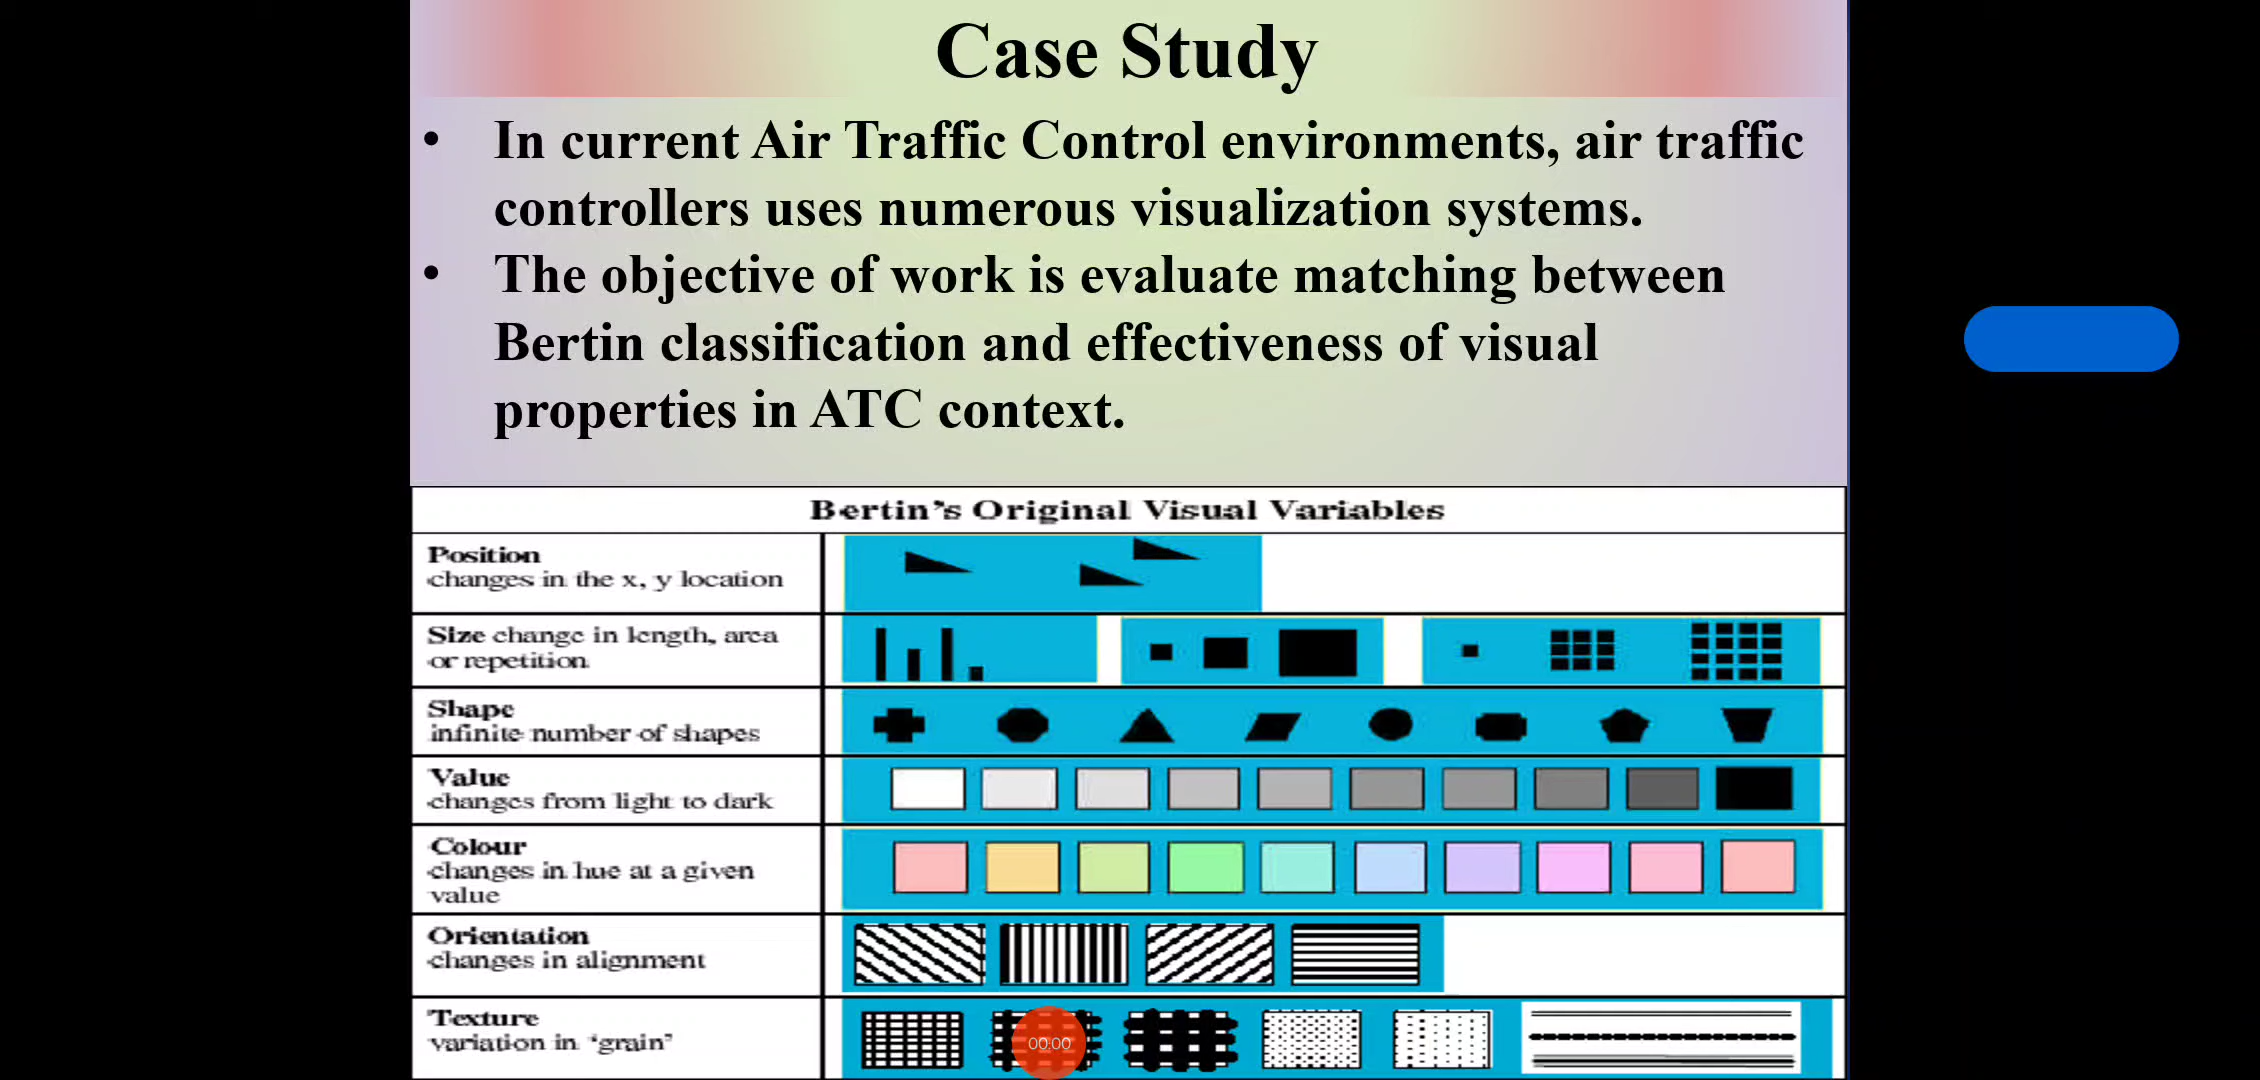 Case Study
• In current Air Traffic Control environments, air traffic
controllers uses numerous visualization systems.
• The objective of work is evaluate matching between
Bertin classification and effectiveness of visual
properties in ATC context.
Bertin's Original Visual Variables
Position
changes in the x, y location
Size change in length, area
or repetition
Shape
infinite number of shapes
Value
changes from light to dark
Colour
changes in hue at a given
value
Orientation
changes in alignment
Texture
variation in 'grain'
00:00